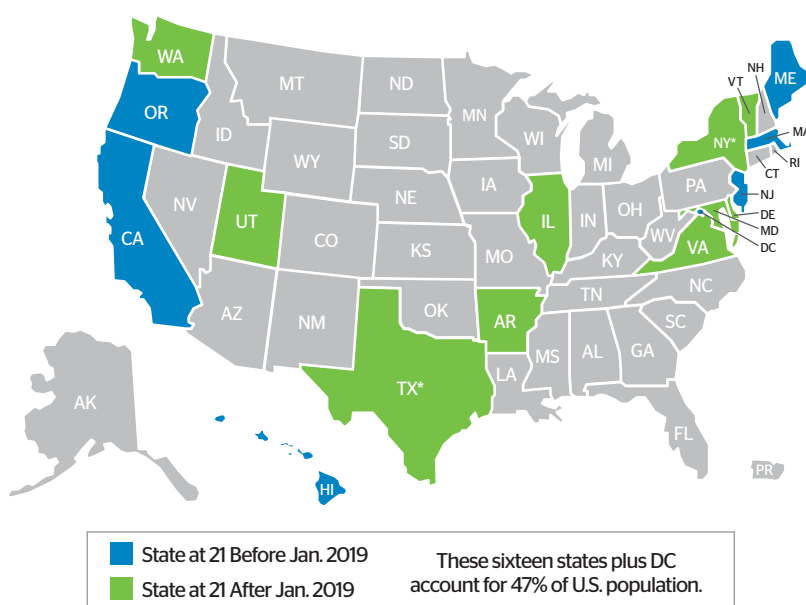 WA
MT
ND
MN
VT
NH
ME
OR
ID
SD
WI
NY*
MA
WY
MI
CT
RI
NV
UT
NE
IA
IL
IN
OH
PA
NJ
DE
MD
DC
CA
CO
KS
MO
WV
VA
KY
AZ
NM
OK
AR
TN
NC
SC
TX*
LA
MS
AL
GA
AK
FL
HI
PR
State at 21 Before Jan. 2019
State at 21 After Jan. 2019
These sixteen states plus DC
account for 47% of U.S. population.